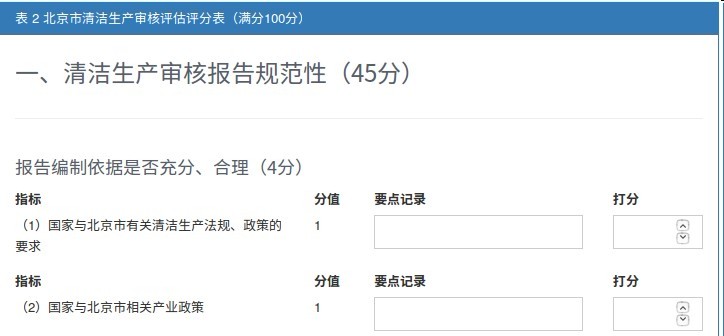 表 2 北京市清洁生产审核评估评分表（满分100分）
一、清洁生产审核报告规范性（45分）
报告编制依据是否充分、合理（4分）
指标 分值 要点记录 打分
（1）国家与北京市有关清洁生产法规、政策的 1
要求
指标 分值 要点记录 打分
（2）国家与北京市相关产业政策 1